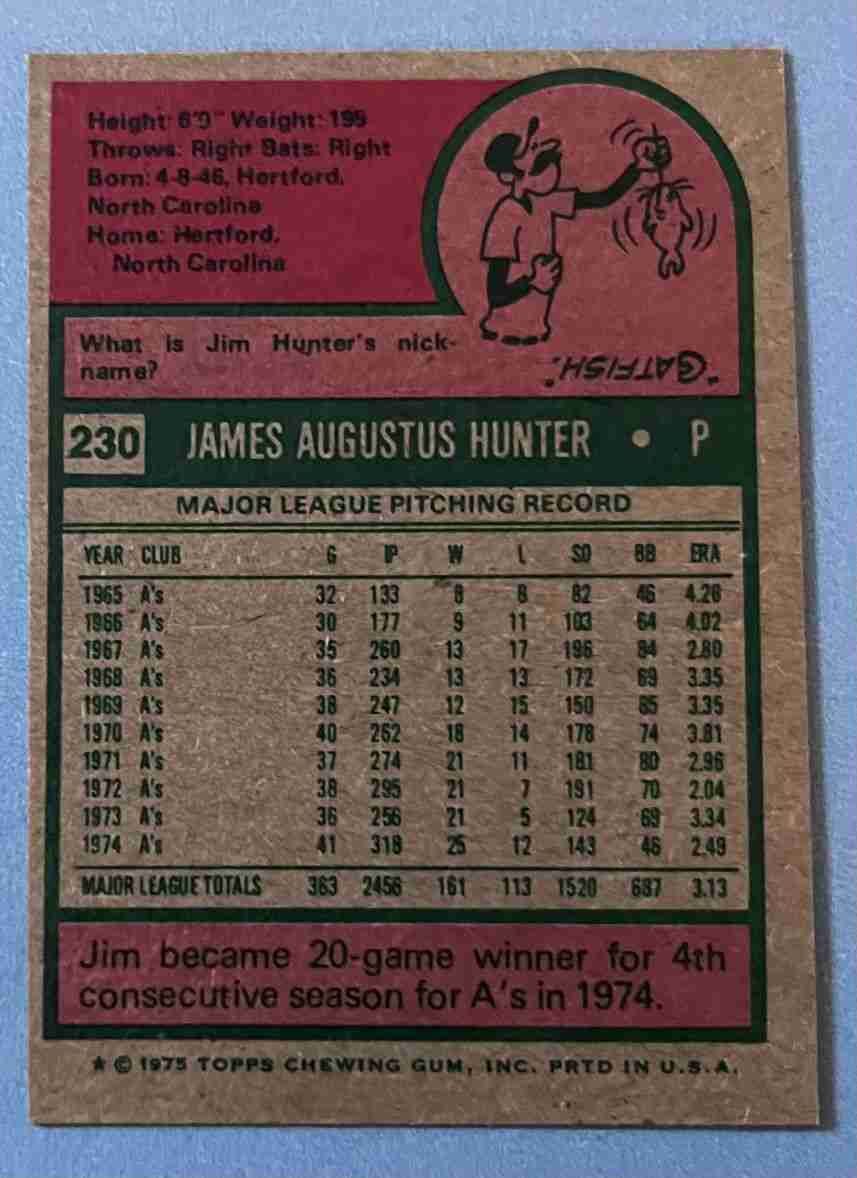 Height: 6'0" Weight: 195
Throws: Right Bats: Right
Born: 4-8-46, Hertford,
North Carolina
Home: Hertford,
North Carolina
What is Jim Hunter's nick-
name?
"CATFISH."
230 JAMES AUGUSTUS HUNTER • P
MAJOR LEAGUE PITCHING RECORD
YEAR CLUB G IP W L SO BB ERA
1965 A's 32 133 8 8 82 46 4.26
1966 A's 30 177 9 11 103 64 4.02
1967 A's 35 260 13 17 196 84 2.80
1968 A's 36 234 13 13 172 69 3.35
1969 A's 38 247 12 15 150 85 3.35
1970 A's 40 262 18 14 178 74 3.81
1971 A's 37 274 21 11 181 80 2.96
1972 A's 38 295 21 7 191 70 2.04
1973 A's 36 256 21 5 124 69 3.34
1974 A's 41 318 25 12 143 46 2.49
MAJOR LEAGUE TOTALS 363 2456 161 113 1520 687 3.13
Jim became 20-game winner for 4th
consecutive season for A's in 1974.
★ © 1975 TOPPS CHEWING GUM, INC. PRTD IN U.S.A.